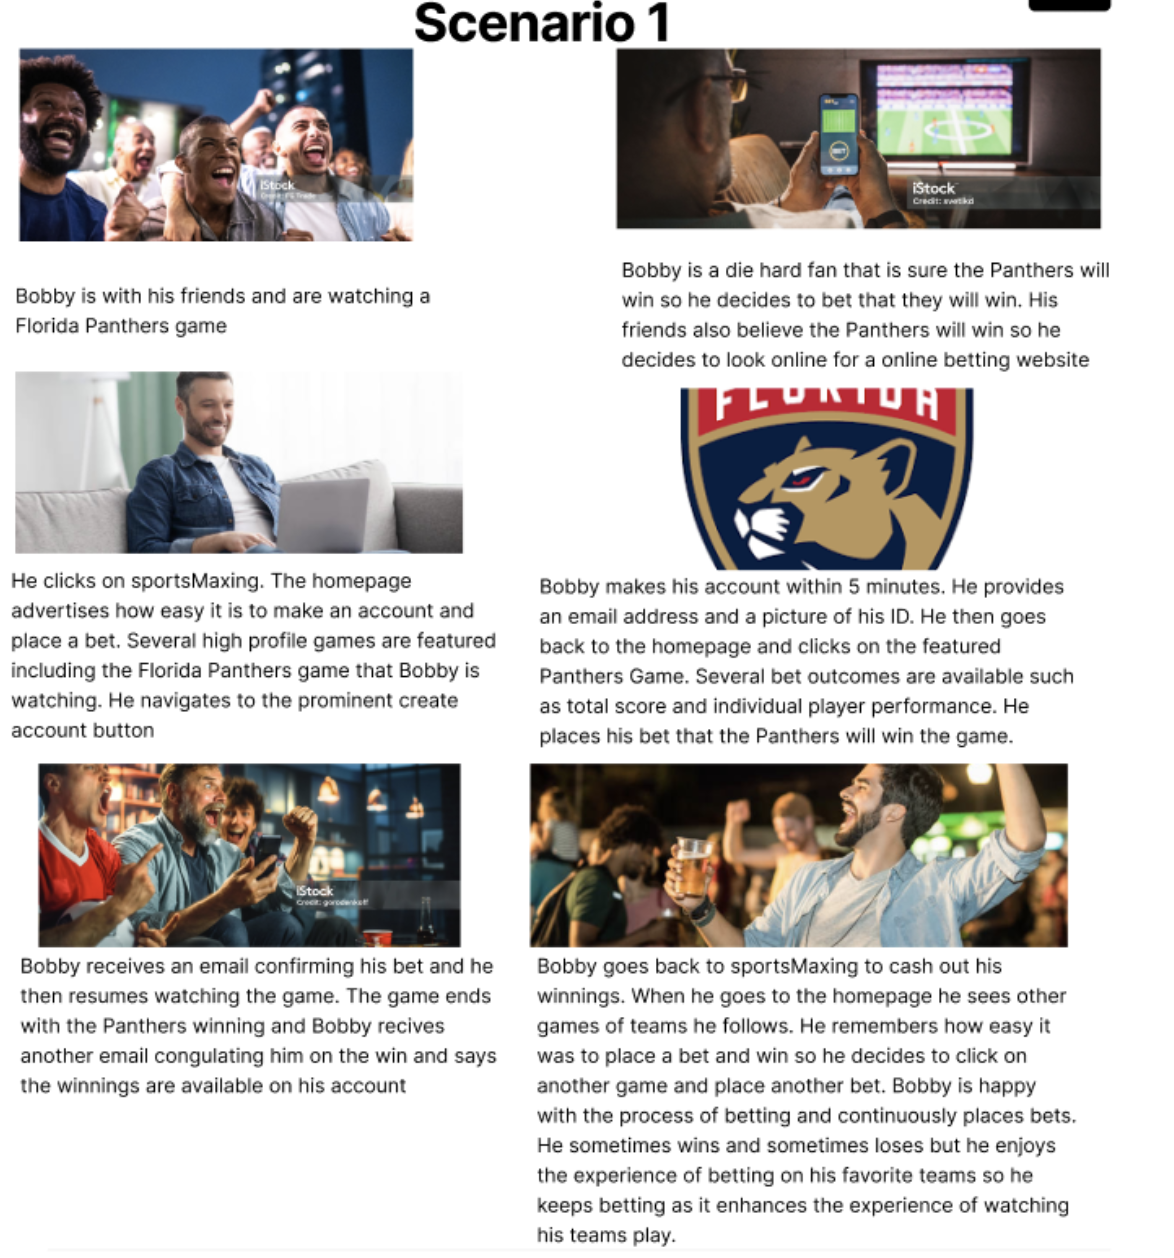 Scenario 1
iStock
iStock
Credit: svetikd
Bobby is with his friends and are watching a
Florida Panthers game
Bobby is a die hard fan that is sure the Panthers will
win so he decides to bet that they will win. His
friends also believe the Panthers will win so he
decides to look online for a online betting website
FLORIDA
He clicks on sportsMaxing. The homepage
advertises how easy it is to make an account and
place a bet. Several high profile games are featured
including the Florida Panthers game that Bobby is
watching. He navigates to the prominent create
account button
Bobby makes his account within 5 minutes. He provides
an email address and a picture of his ID. He then goes
back to the homepage and clicks on the featured
Panthers Game. Several bet outcomes are available such
as total score and individual player performance. He
places his bet that the Panthers will win the game.
iStock
Credit: gorodenkoff
Bobby receives an email confirming his bet and he
then resumes watching the game. The game ends
with the Panthers winning and Bobby recives
another email congulating him on the win and says
the winnings are available on his account
Bobby goes back to sportsMaxing to cash out his
winnings. When he goes to the homepage he sees other
games of teams he follows. He remembers how easy it
was to place a bet and win so he decides to click on
another game and place another bet. Bobby is happy
with the process of betting and continuously places bets.
He sometimes wins and sometimes loses but he enjoys
the experience of betting on his favorite teams so he
keeps betting as it enhances the experience of watching
his teams play.